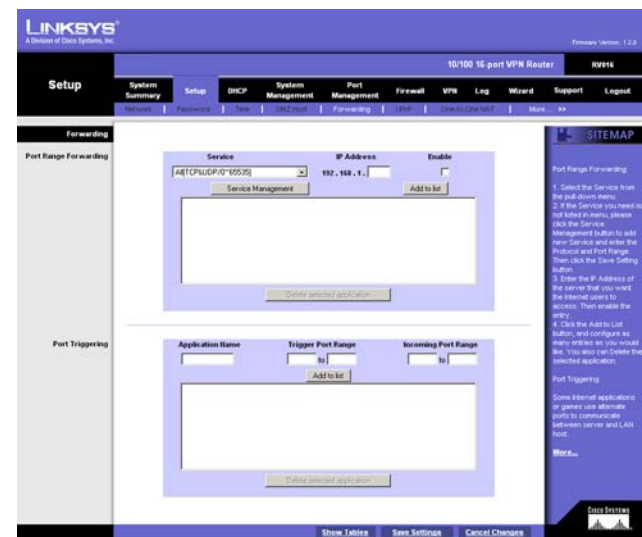 LINKSYS®
A Division of Cisco Systems, Inc.
Firmware Version: 1.2.0
10/100 16-port VPN Router
RV016
Setup
System Summary
Setup
DHCP
System Management
Port Management
Firewall
VPN
Log
Wizard
Support
Logout
Network | Password | Time | DMZ Host | Forwarding | UPnP | One-to-One NAT | More... >>
Forwarding
SITEMAP
Port Range Forwarding
Service
IP Address
Enable
All[TCP&UDP/0~65535]
192 . 168 . 1 .
Service Management
Add to list
Delete selected application
Port Triggering
Application Name
Trigger Port Range
Incoming Port Range
to
to
Add to list
Delete selected application
Port Range Forwarding:
1. Select the Service from
the pull-down menu.
2. If the Service you need is
not listed in menu, please
click the Service
Management button to add
new Service and enter the
Protocol and Port Range.
Then click the Save Setting
button.
3. Enter the IP Address of
the server that you want
the Internet users to
access. Then enable the
entry.
4. Click the Add to List
button, and configure as
many entries as you would
like. You also can Delete the
selected application.
Port Triggering:
Some Internet applications
or games use alternate
ports to communicate
between server and LAN
host.
More...
Show Tables
Save Settings
Cancel Changes
CISCO SYSTEMS